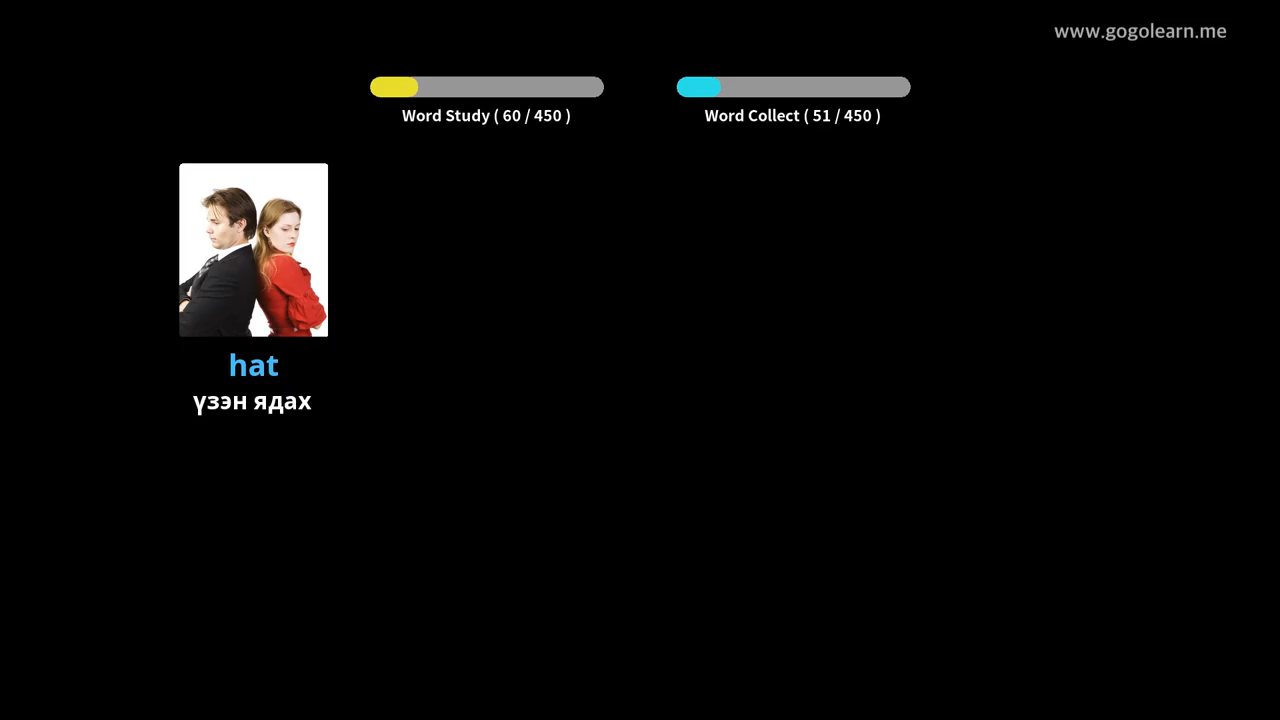 www.gogolearn.me
Word Study ( 60 / 450 )
Word Collect ( 51 / 450 )
hat
үзэн ядах